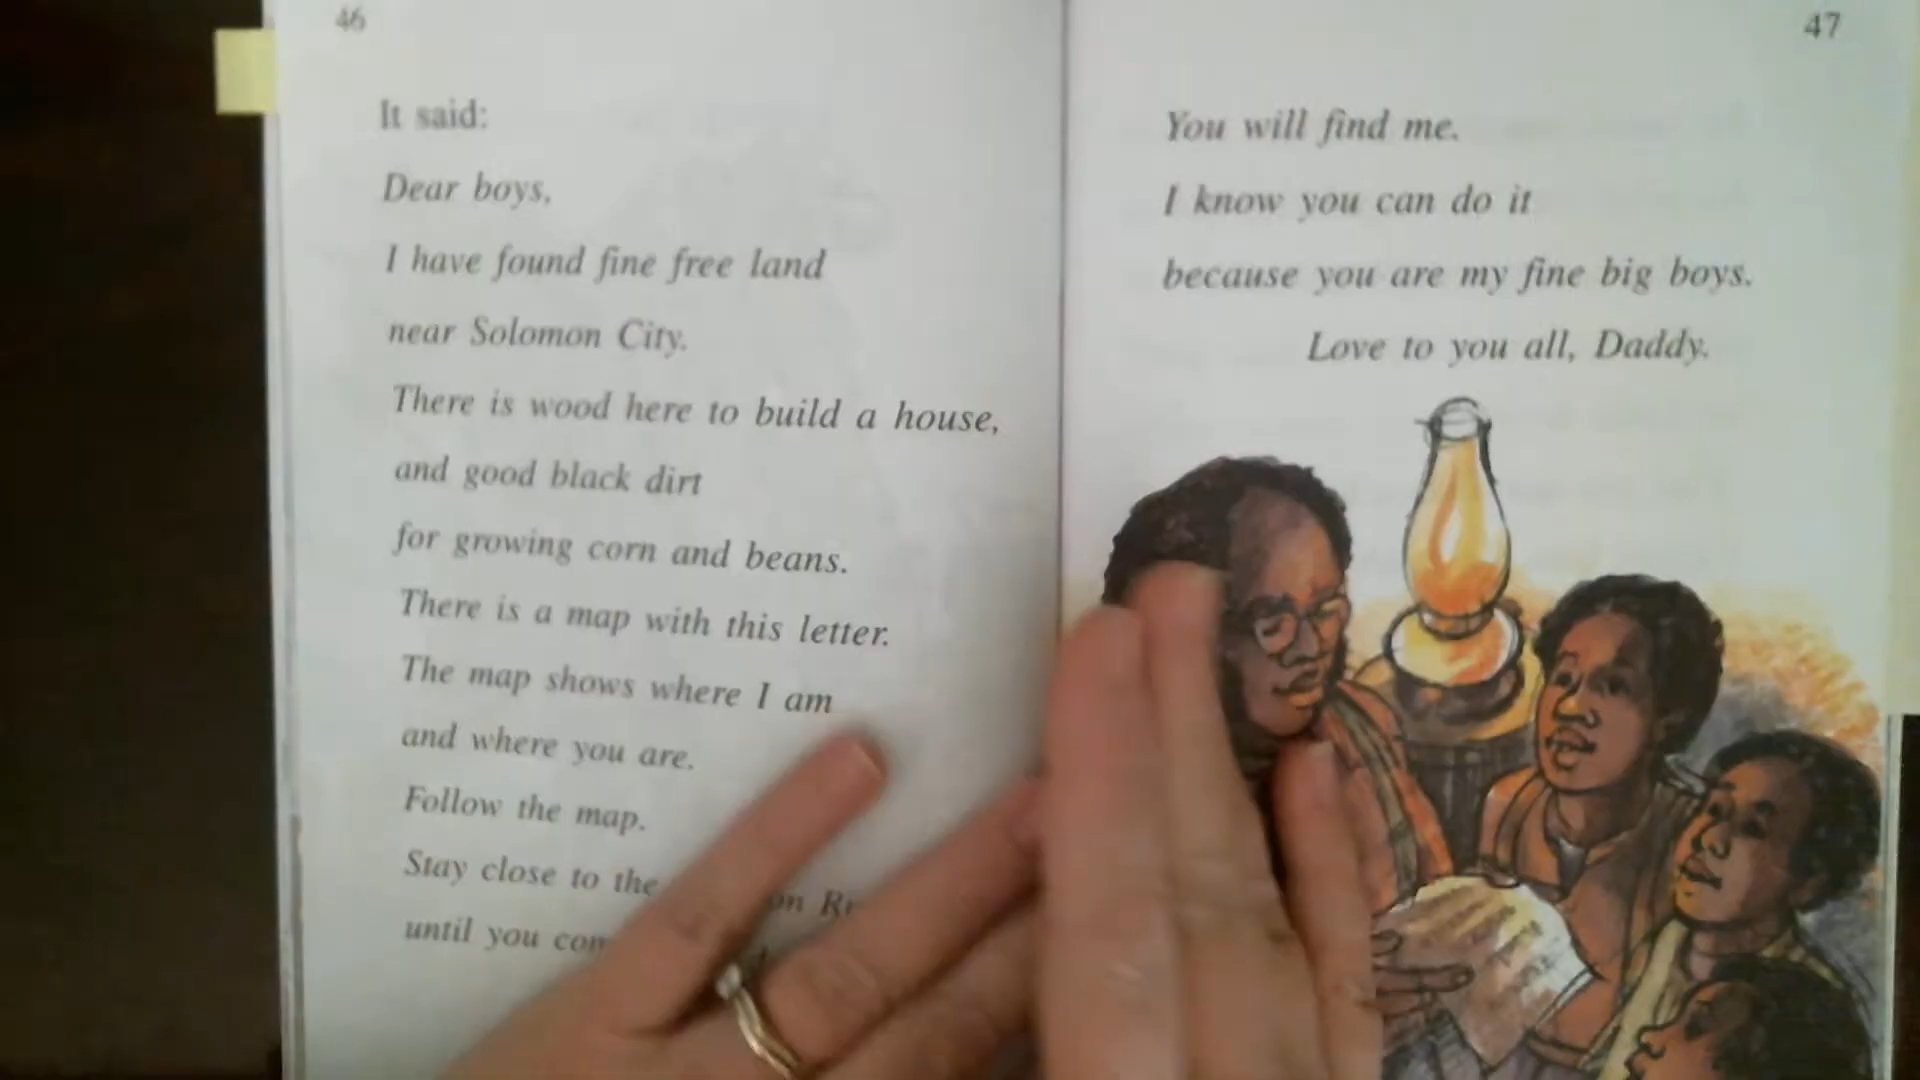 46
It said:
Dear boys,
I have found fine free land
near Solomon City.
There is wood here to build a house,
and good black dirt
for growing corn and beans.
There is a map with this letter.
The map shows where I am
and where you are.
Follow the map.
Stay close to the
until you
47
You will find me.
I know you can do it
because you are my fine big boys.
Love to you all, Daddy.